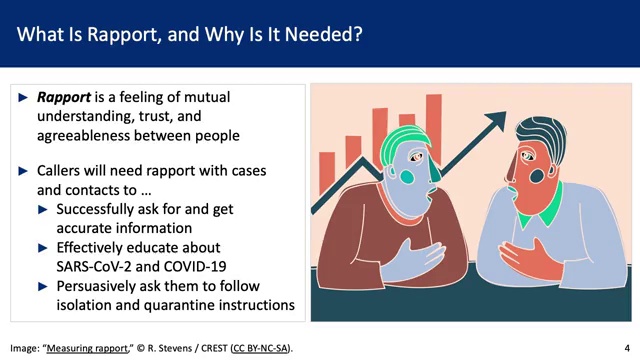 What Is Rapport, and Why Is It Needed?
► Rapport is a feeling of mutual
understanding, trust, and
agreeableness between people
► Callers will need rapport with cases
and contacts to …
► Successfully ask for and get
accurate information
► Effectively educate about
SARS-CoV-2 and COVID-19
► Persuasively ask them to follow
isolation and quarantine instructions
Image: “Measuring rapport,” © R. Stevens / CREST (CC BY-NC-SA).
4